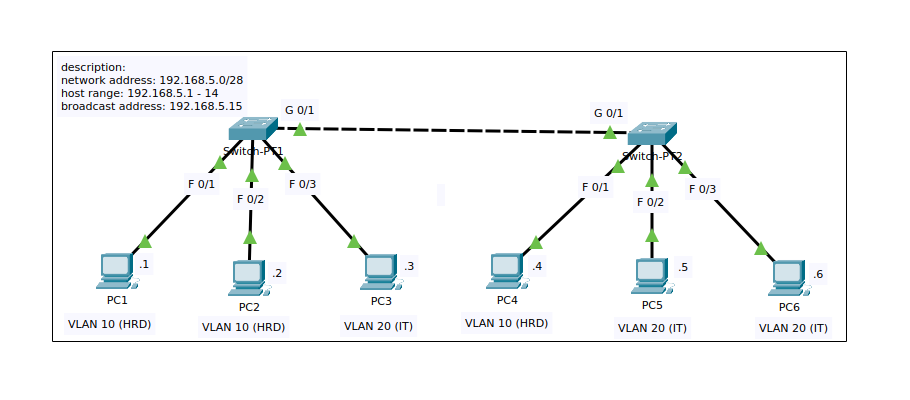 description:
network address: 192.168.5.0/28
host range: 192.168.5.1 - 14
broadcast address: 192.168.5.15
G 0/1
G 0/1
Switch-PT1
Switch-PT2
F 0/1
F 0/2
F 0/3
F 0/1
F 0/2
F 0/3
.1
.2
.3
.4
.5
.6
PC1
PC2
PC3
PC4
PC5
PC6
VLAN 10 (HRD)
VLAN 10 (HRD)
VLAN 20 (IT)
VLAN 10 (HRD)
VLAN 20 (IT)
VLAN 20 (IT)